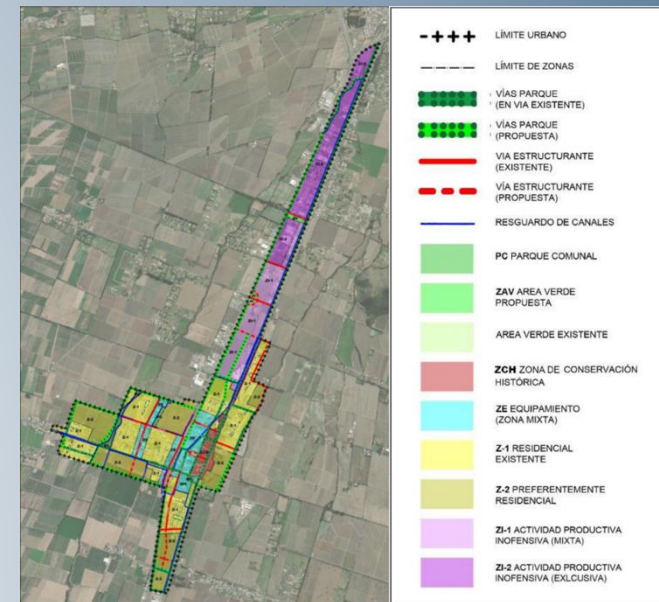 LÍMITE URBANO
LÍMITE DE ZONAS
VÍAS PARQUE
(EN VIA EXISTENTE)
VÍAS PARQUE
(PROPUESTA)
VIA ESTRUCTURANTE
(EXISTENTE)
VÍA ESTRUCTURANTE
(PROPUESTA)
RESGUARDO DE CANALES
PC PARQUE COMUNAL
ZAV AREA VERDE
PROPUESTA
AREA VERDE EXISTENTE
ZCH ZONA DE CONSERVACIÓN
HISTÓRICA
ZE EQUIPAMIENTO
(ZONA MIXTA)
Z-1 RESIDENCIAL
EXISTENTE
Z-2 PREFERENTEMENTE
RESIDENCIAL
ZI-1 ACTIVIDAD PRODUCTIVA
INOFENSIVA (MIXTA)
ZI-2 ACTIVIDAD PRODUCTIVA
INOFENSIVA (EXLCUSIVA)